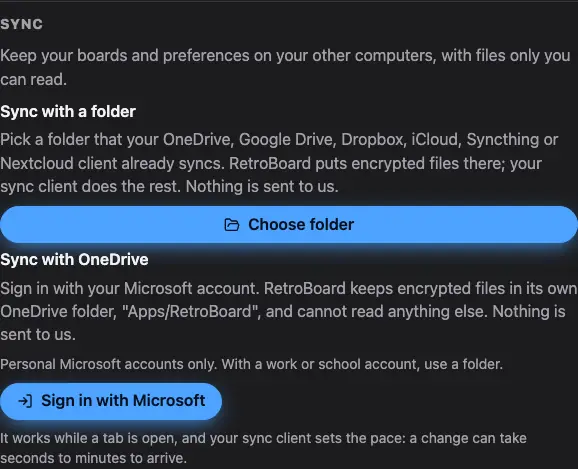 SYNC
Keep your boards and preferences on your other computers, with files only you
can read.
Sync with a folder
Pick a folder that your OneDrive, Google Drive, Dropbox, iCloud, Syncthing or
Nextcloud client already syncs. RetroBoard puts encrypted files there; your
sync client does the rest. Nothing is sent to us.
Choose folder
Sync with OneDrive
Sign in with your Microsoft account. RetroBoard keeps encrypted files in its own
OneDrive folder, "Apps/RetroBoard", and cannot read anything else. Nothing is
sent to us.
Personal Microsoft accounts only. With a work or school account, use a folder.
Sign in with Microsoft
It works while a tab is open, and your sync client sets the pace: a change can take
seconds to minutes to arrive.